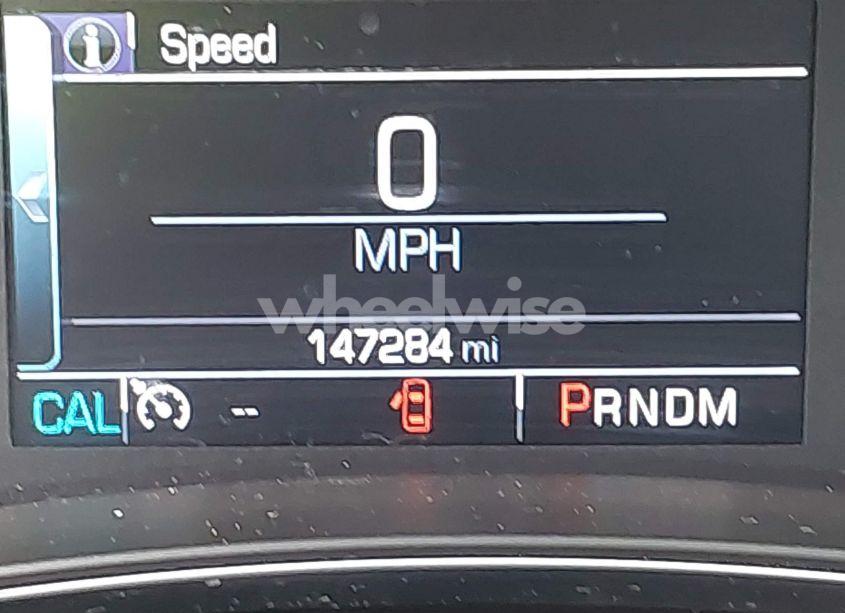 Speed
0
MPH
wheelwise
147284 mi
CAL -- PRNDM